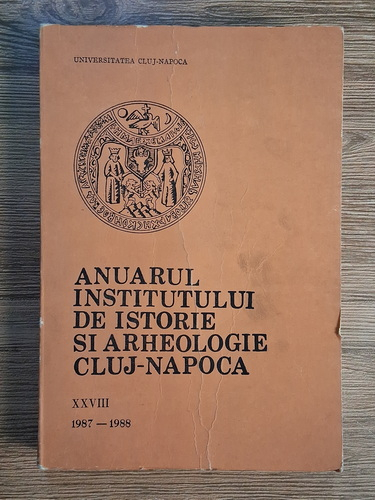 UNIVERSITATEA CLUJ-NAPOCA
ANUARUL
INSTITUTULUI
DE ISTORIE
SI ARHEOLOGIE
CLUJ-NAPOCA
XXVIII
1987 — 1988